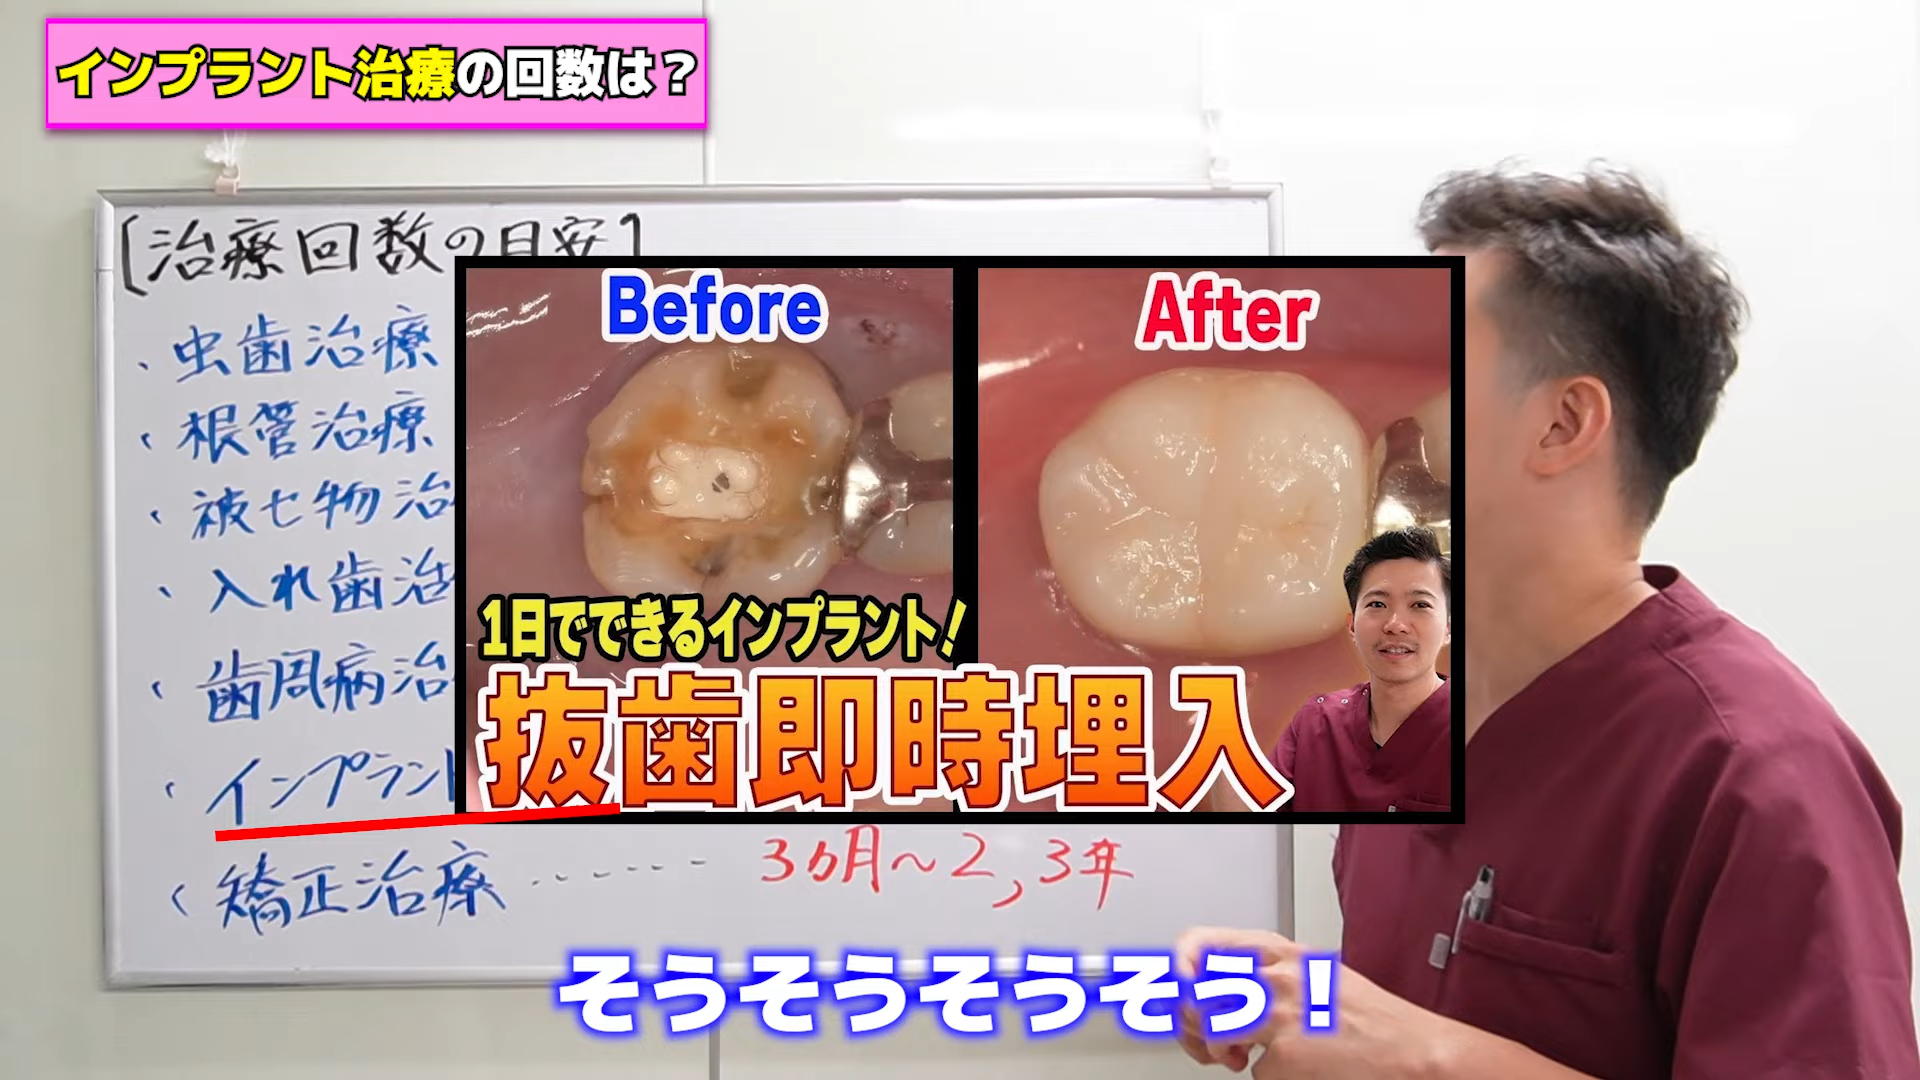 インプラント治療の回数は？
[治療回数の目安]
・虫歯治療
・根管治療
・被せ物治
・入れ歯治
・歯周病治
・インプラント
・矯正治療 ------ 3ヵ月～2,3年
Before
After
1日でできるインプラント！
抜歯即時埋入
そうそうそうそう！